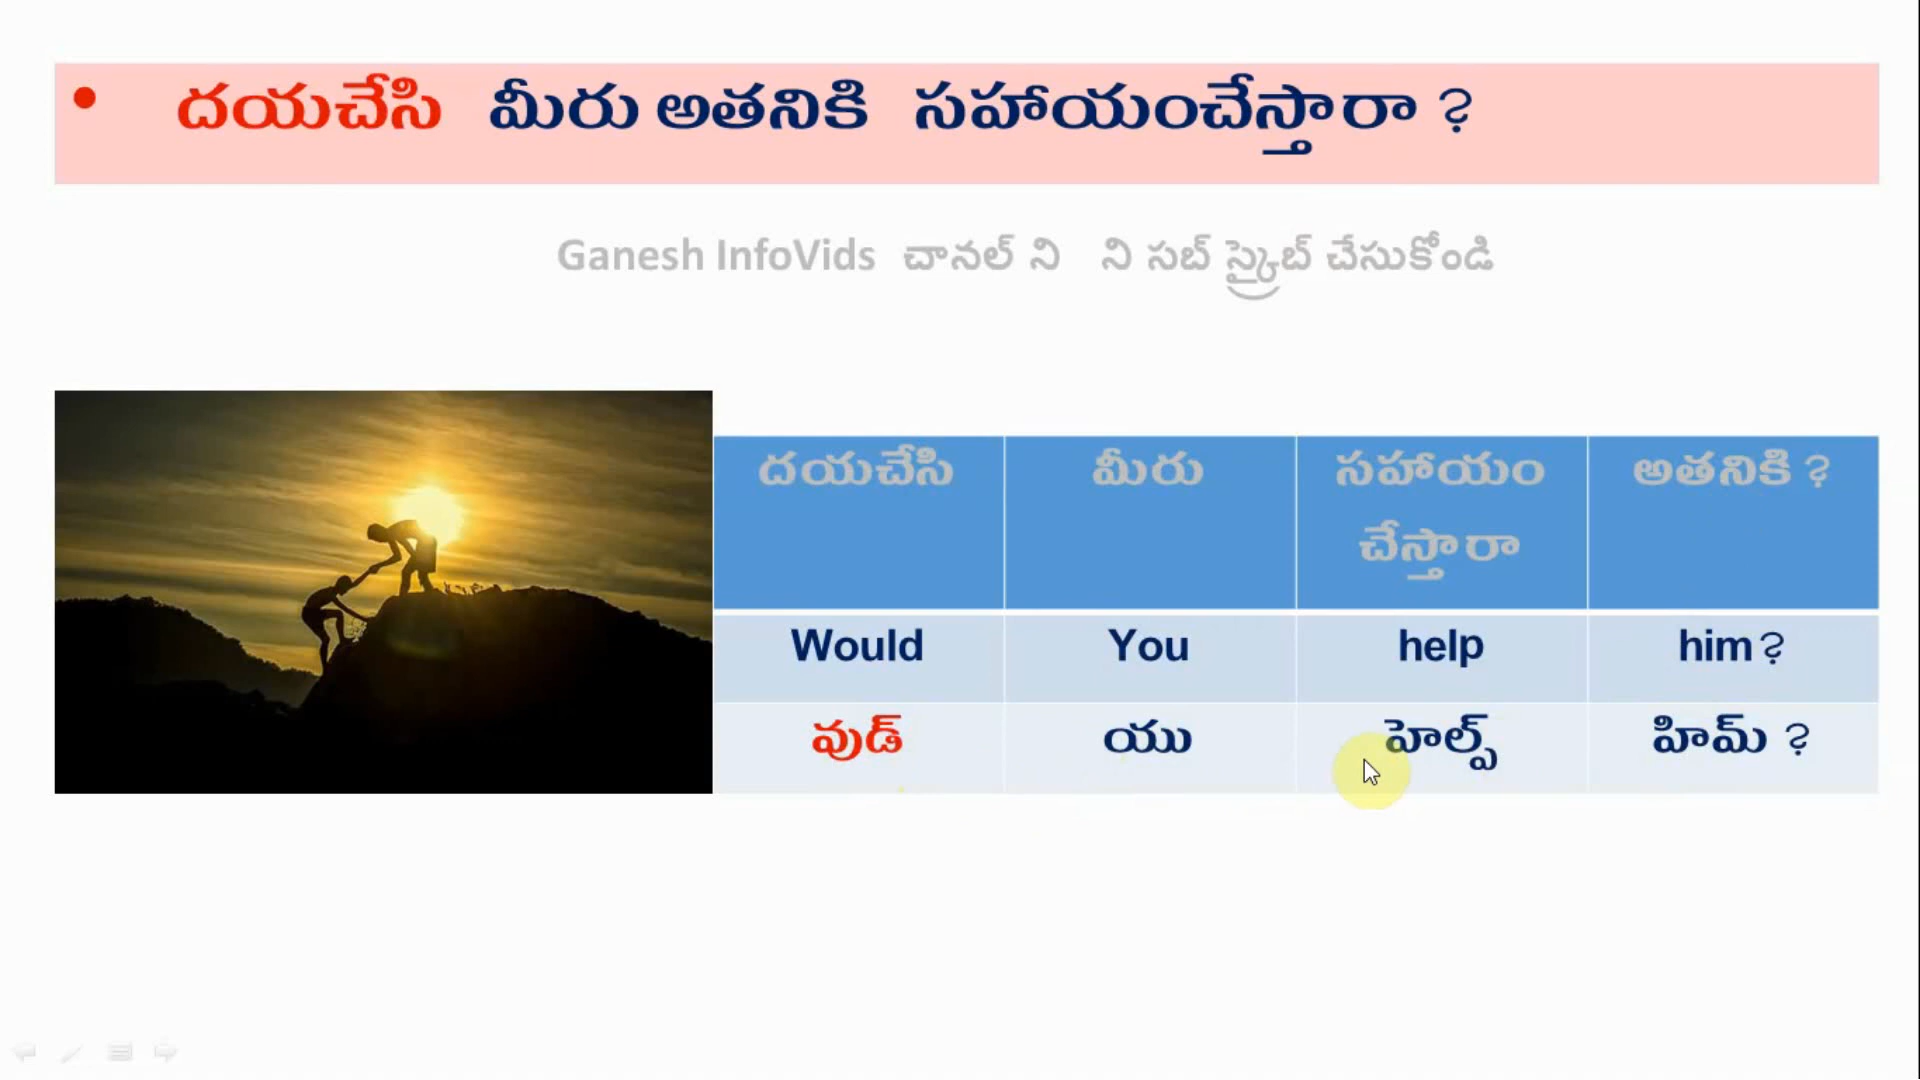 • దయచేసి మీరు అతనికి సహాయంచేస్తారా ?
Ganesh InfoVids చానల్ ని ని సబ్ స్క్రైబ్ చేసుకోండి
దయచేసి మీరు సహాయం చేస్తారా అతనికి ?
Would You help him?
వుడ్ యు హెల్ప్ హిమ్ ?